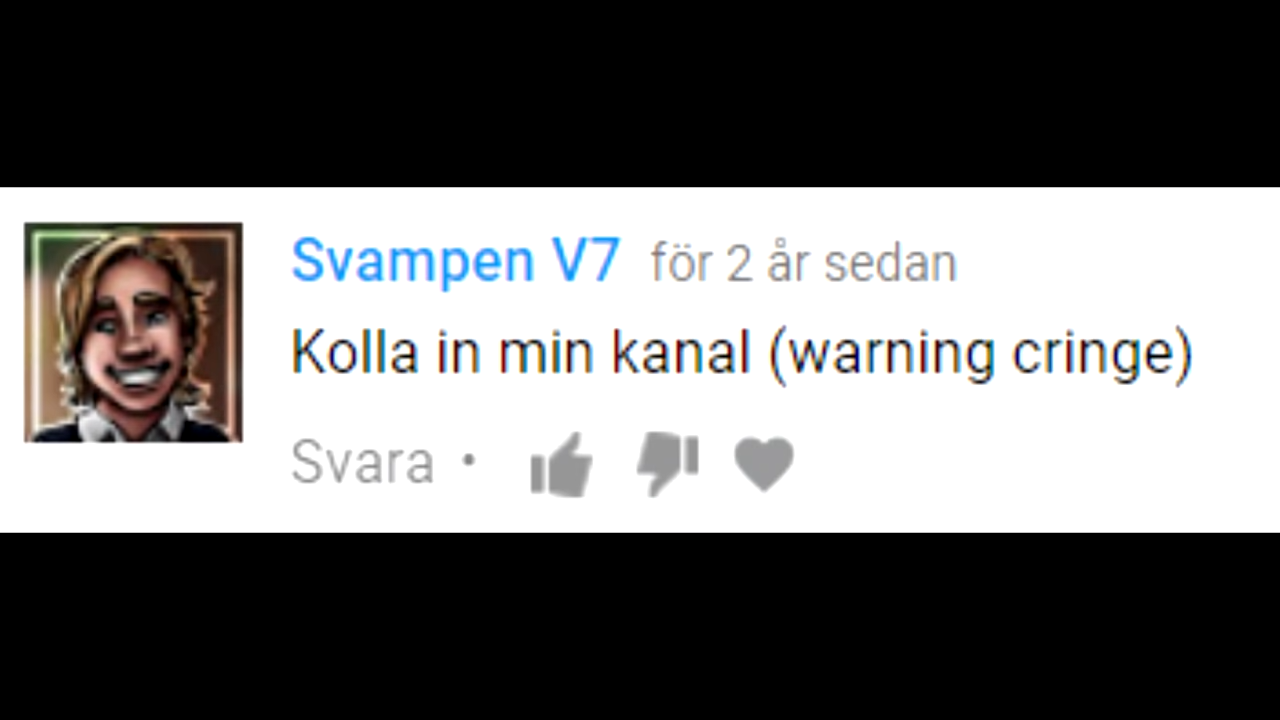 Svampen V7 för 2 år sedan
Kolla in min kanal (warning cringe)
Svara •